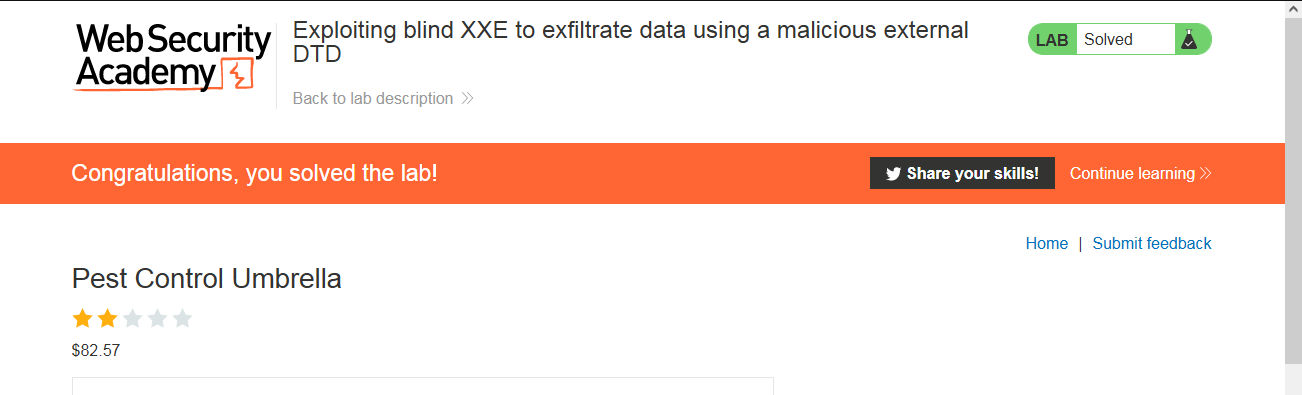 Web Security
Academy
Exploiting blind XXE to exfiltrate data using a malicious external
DTD
Back to lab description
LAB Solved
Congratulations, you solved the lab!
Share your skills!
Continue learning
Home | Submit feedback
Pest Control Umbrella
$82.57